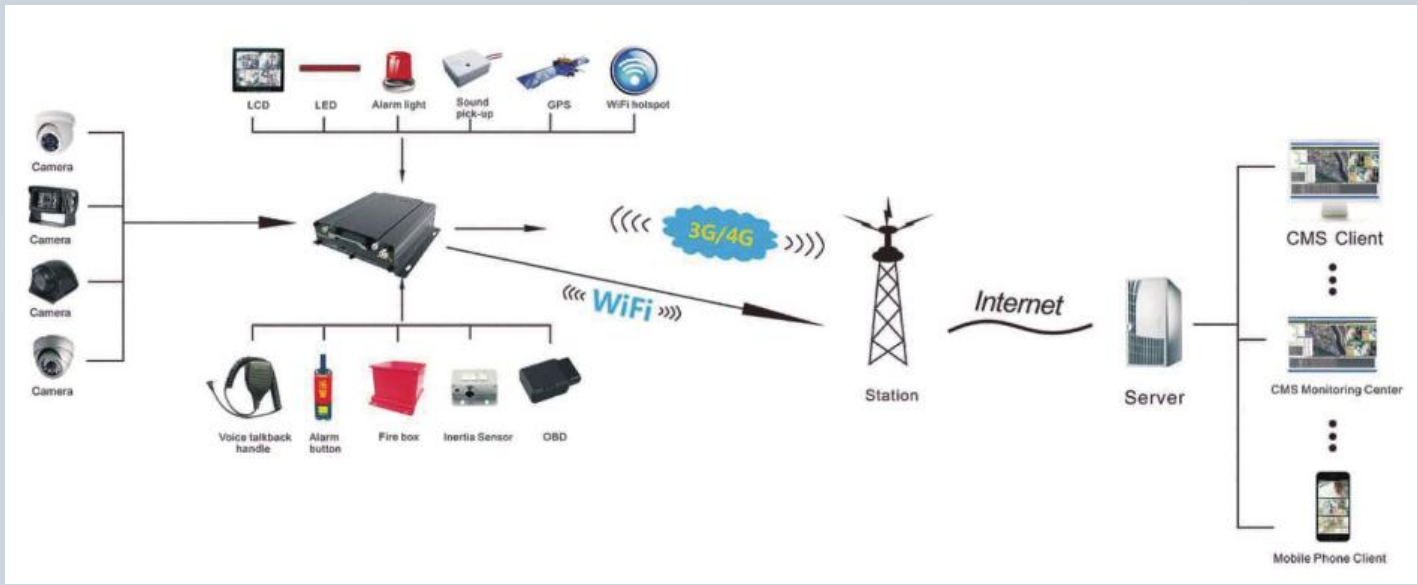 LCD
LED
Alarm light
Sound
pick-up
GPS
WiFi hotspot
Camera
Camera
Camera
Camera
3G/4G
WiFi
Voice talkback
handle
Alarm
button
Fire box
Inertia Sensor
OBD
Station
Internet
Server
CMS Client
CMS Monitoring Center
Mobile Phone Client